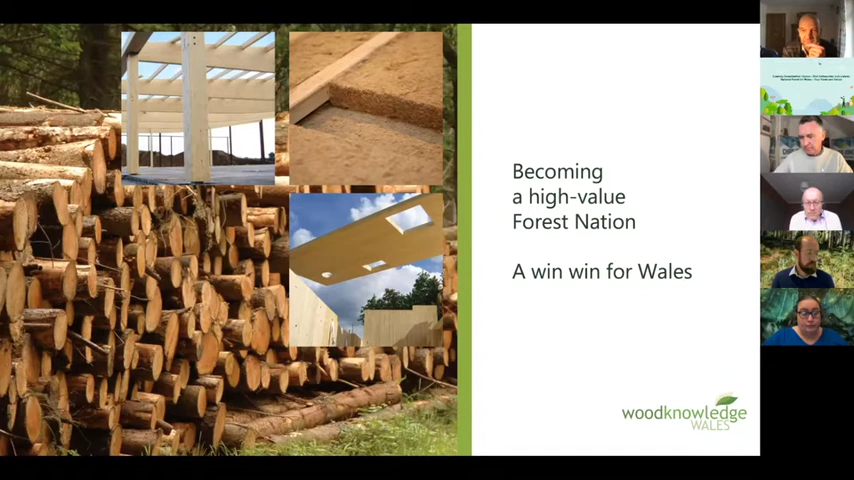 Becoming
a high-value
Forest Nation
A win win for Wales
woodknowledge
WALES